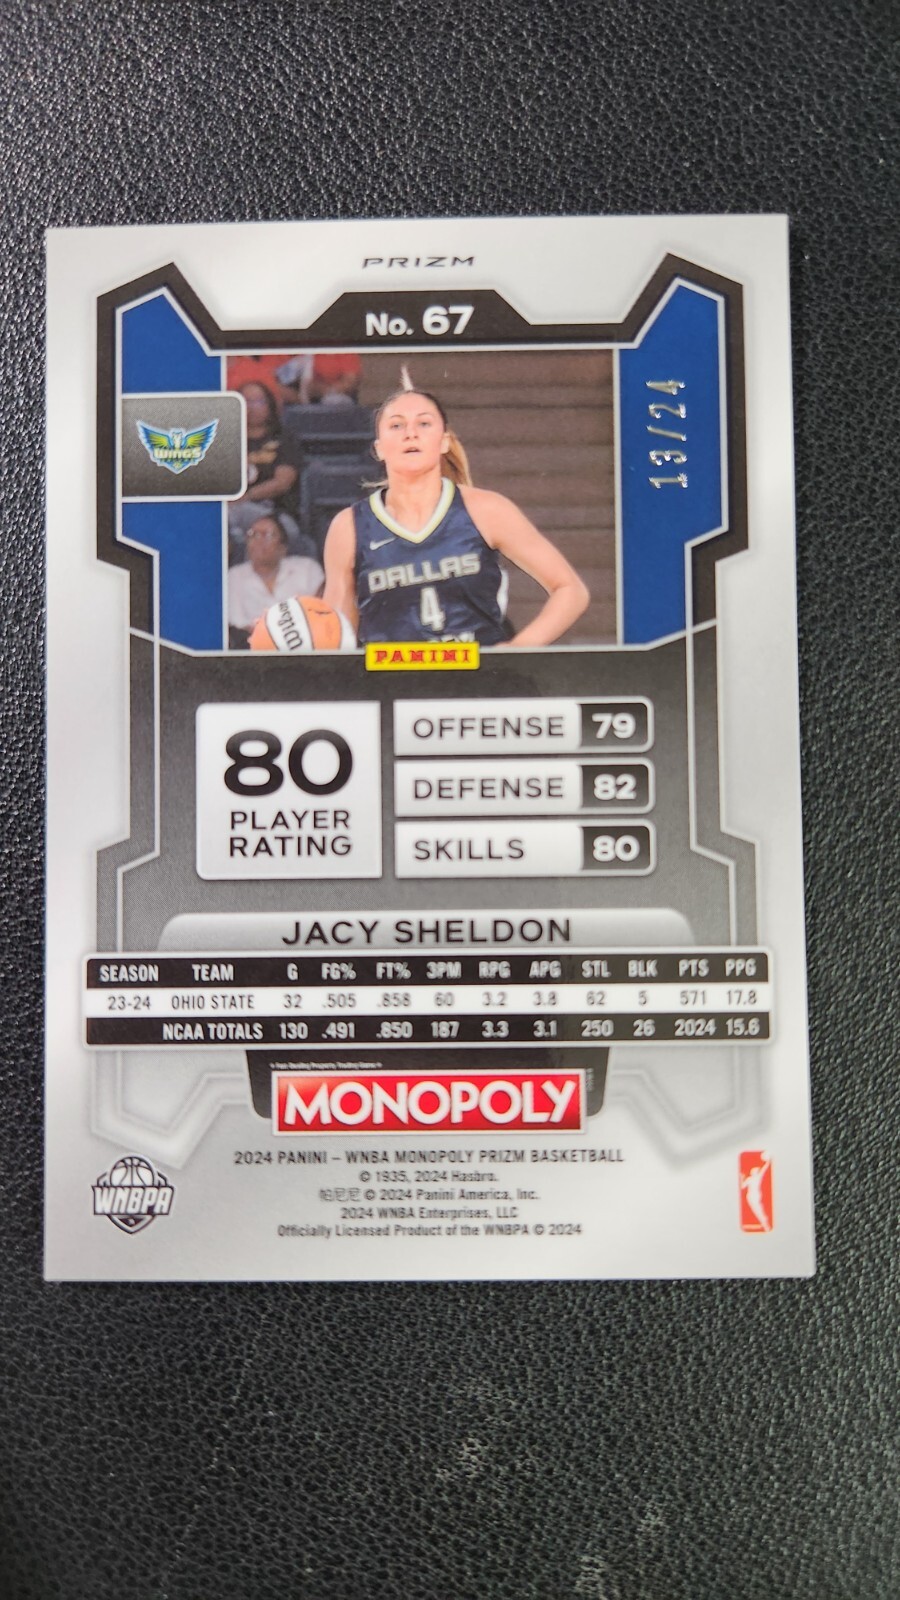 PRIZM
No. 67
WINGS
13/24
Wilson
DALLAS
4
PANINI
80
PLAYER
RATING
OFFENSE 79
DEFENSE 82
SKILLS 80
JACY SHELDON
SEASON TEAM G FG% FT% 3PM RPG APG STL BLK PTS PPG
23-24 OHIO STATE 32 .505 .858 60 3.2 3.8 62 5 571 17.8
NCAA TOTALS 130 .491 .850 187 3.3 3.1 250 26 2024 15.6
MONOPOLY
2024 PANINI – WNBA MONOPOLY PRIZM BASKETBALL
© 1935, 2024 Hasbro.
帕尼尼 © 2024 Panini America, Inc.
2024 WNBA Enterprises, LLC
Officially Licensed Product of the WNBPA © 2024
WNBPA